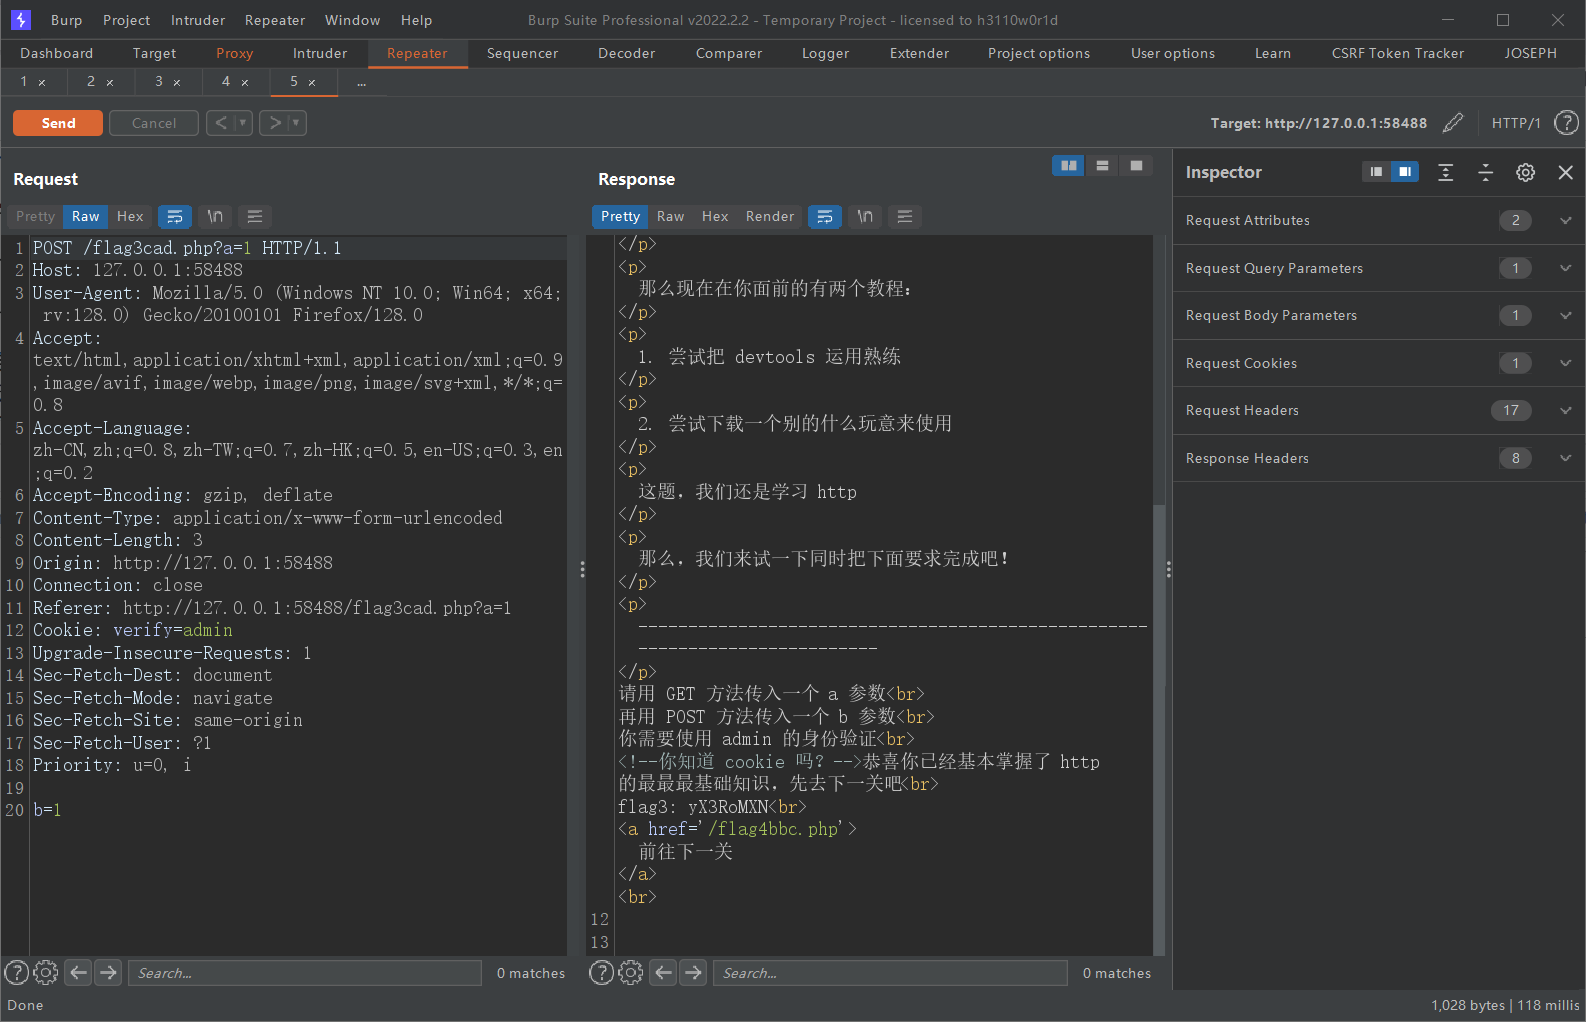 Burp Project Intruder Repeater Window Help Burp Suite Professional v2022.2.2 - Temporary Project - licensed to h3110w0r1d
Dashboard Target Proxy Intruder Repeater Sequencer Decoder Comparer Logger Extender Project options User options Learn CSRF Token Tracker JOSEPH
1 × 2 × 3 × 4 × 5 × ...
Send Cancel < > Target: http://127.0.0.1:58488 HTTP/1 ?
Request
Pretty Raw Hex \n
1 POST /flag3cad.php?a=1 HTTP/1.1
2 Host: 127.0.0.1:58488
3 User-Agent: Mozilla/5.0 (Windows NT 10.0; Win64; x64;
rv:128.0) Gecko/20100101 Firefox/128.0
4 Accept:
text/html,application/xhtml+xml,application/xml;q=0.9
,image/avif,image/webp,image/png,image/svg+xml,*/*;q=
0.8
5 Accept-Language:
zh-CN,zh;q=0.8,zh-TW;q=0.7,zh-HK;q=0.5,en-US;q=0.3,en
;q=0.2
6 Accept-Encoding: gzip, deflate
7 Content-Type: application/x-www-form-urlencoded
8 Content-Length: 3
9 Origin: http://127.0.0.1:58488
10 Connection: close
11 Referer: http://127.0.0.1:58488/flag3cad.php?a=1
12 Cookie: verify=admin
13 Upgrade-Insecure-Requests: 1
14 Sec-Fetch-Dest: document
15 Sec-Fetch-Mode: navigate
16 Sec-Fetch-Site: same-origin
17 Sec-Fetch-User: ?1
18 Priority: u=0, i
19
20 b=1
? Search... 0 matches
Response
Pretty Raw Hex Render \n
</p>
<p>
那么现在在你面前的有两个教程：
</p>
<p>
1. 尝试把 devtools 运用熟练
</p>
<p>
2. 尝试下载一个别的什么玩意来使用
</p>
<p>
这题，我们还是学习 http
</p>
<p>
那么，我们来试一下同时把下面要求完成吧！
</p>
<p>
---------------------------------------------------
------------------------
</p>
请用 GET 方法传入一个 a 参数<br>
再用 POST 方法传入一个 b 参数<br>
你需要使用 admin 的身份验证<br>
<!--你知道 cookie 吗？-->恭喜你已经基本掌握了 http
的最最最基础知识，先去下一关吧<br>
flag3: yX3RoMXN<br>
<a href='/flag4bbc.php'>
前往下一关
</a>
<br>
12
13
? Search... 0 matches
Inspector
Request Attributes 2
Request Query Parameters 1
Request Body Parameters 1
Request Cookies 1
Request Headers 17
Response Headers 8
Done 1,028 bytes | 118 millis